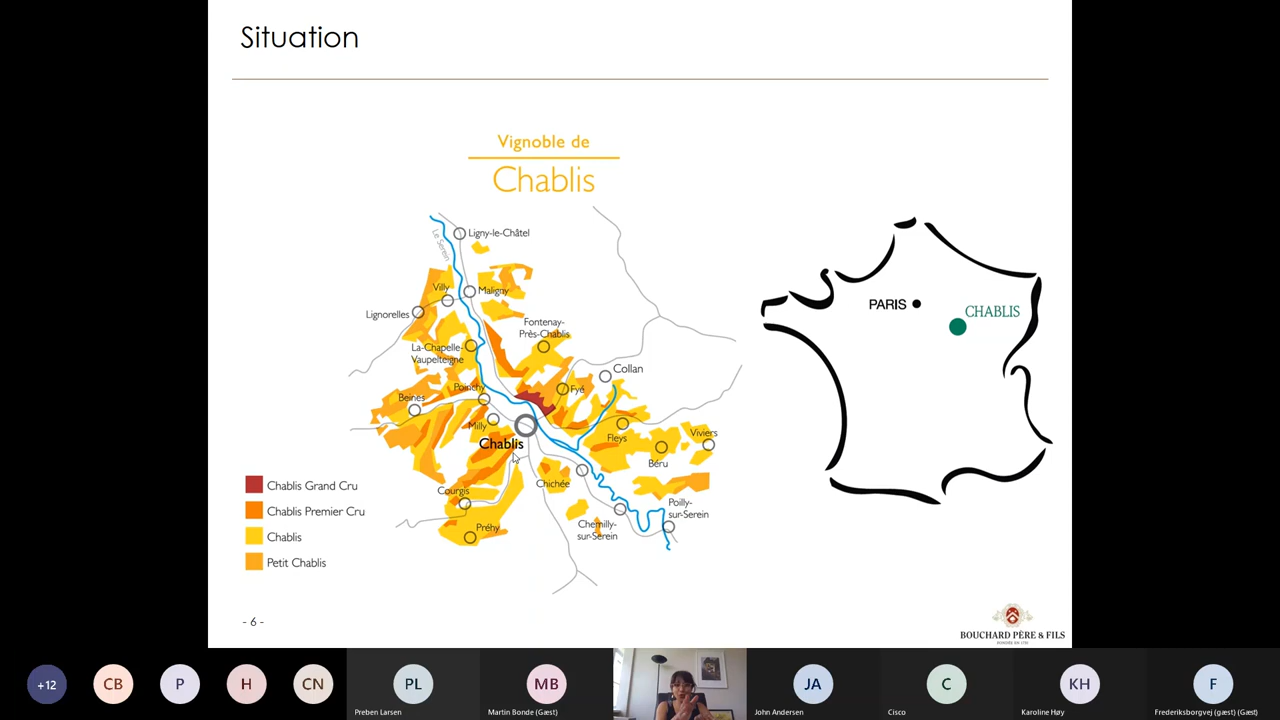 Situation
Vignoble de
Chablis
Le Serein
Ligny-le-Châtel
Villy
Maligny
Lignorelles
Fontenay-
Près-Chablis
La-Chapelle-
Vaupelteigne
Collan
Poinchy
Fyé
Beines
Milly
Chablis
Fleys
Viviers
Béru
Chichée
Courgis
Poilly-
sur-Serein
Préhy
Chemilly-
sur-Serein
Chablis Grand Cru
Chablis Premier Cru
Chablis
Petit Chablis
PARIS
CHABLIS
- 6 -
BOUCHARD PÈRE & FILS
+12
CB
P
H
CN
PL
Preben Larsen
MB
Martin Bonde (Gæst)
JA
John Andersen
C
Cisco
KH
Karoline Høy
F
Frederiksborgvej (gæst) (Gæst)